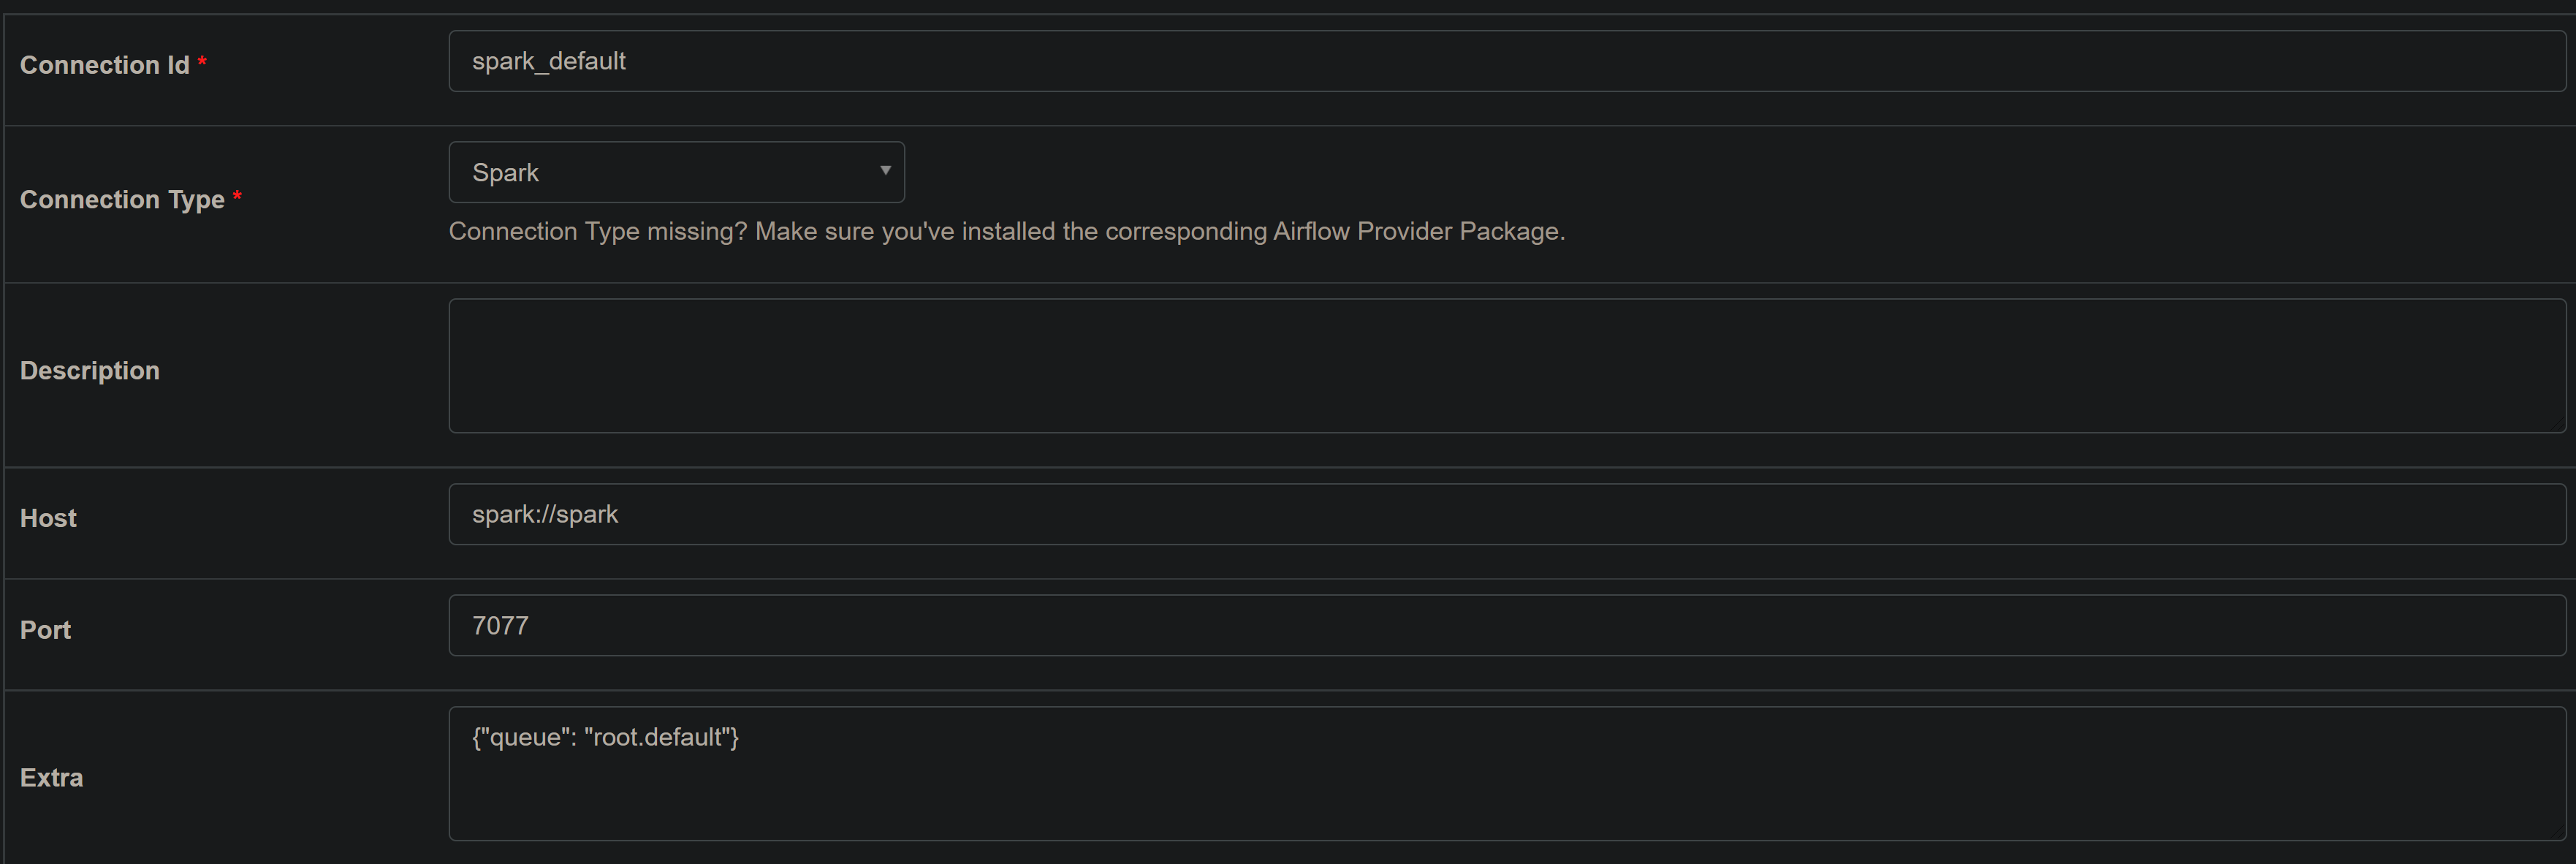 Connection Id *
spark_default
Connection Type *
Spark
Connection Type missing? Make sure you've installed the corresponding Airflow Provider Package.
Description
Host
spark://spark
Port
7077
Extra
{"queue": "root.default"}